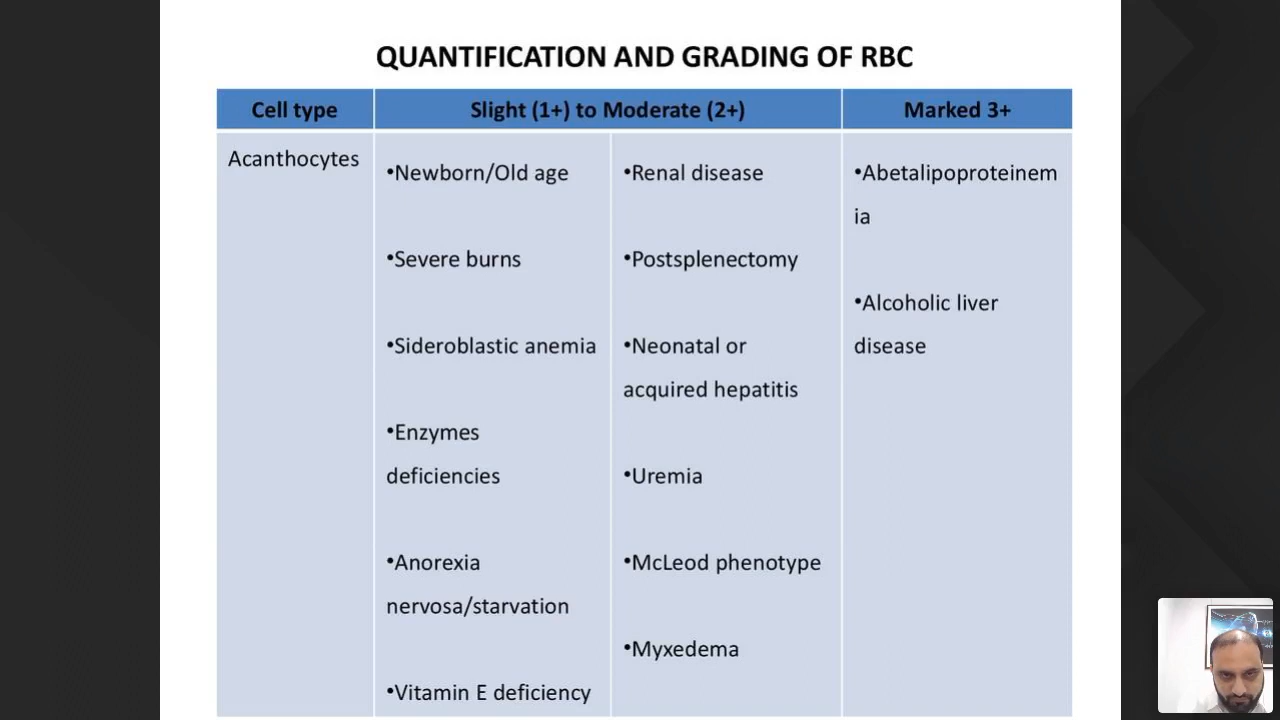 QUANTIFICATION AND GRADING OF RBC
Cell type
Slight (1+) to Moderate (2+)
Marked 3+
Acanthocytes
•Newborn/Old age
•Severe burns
•Sideroblastic anemia
•Enzymes
deficiencies
•Anorexia
nervosa/starvation
•Vitamin E deficiency
•Renal disease
•Postsplenectomy
•Neonatal or
acquired hepatitis
•Uremia
•McLeod phenotype
•Myxedema
•Abetalipoproteinem
ia
•Alcoholic liver
disease